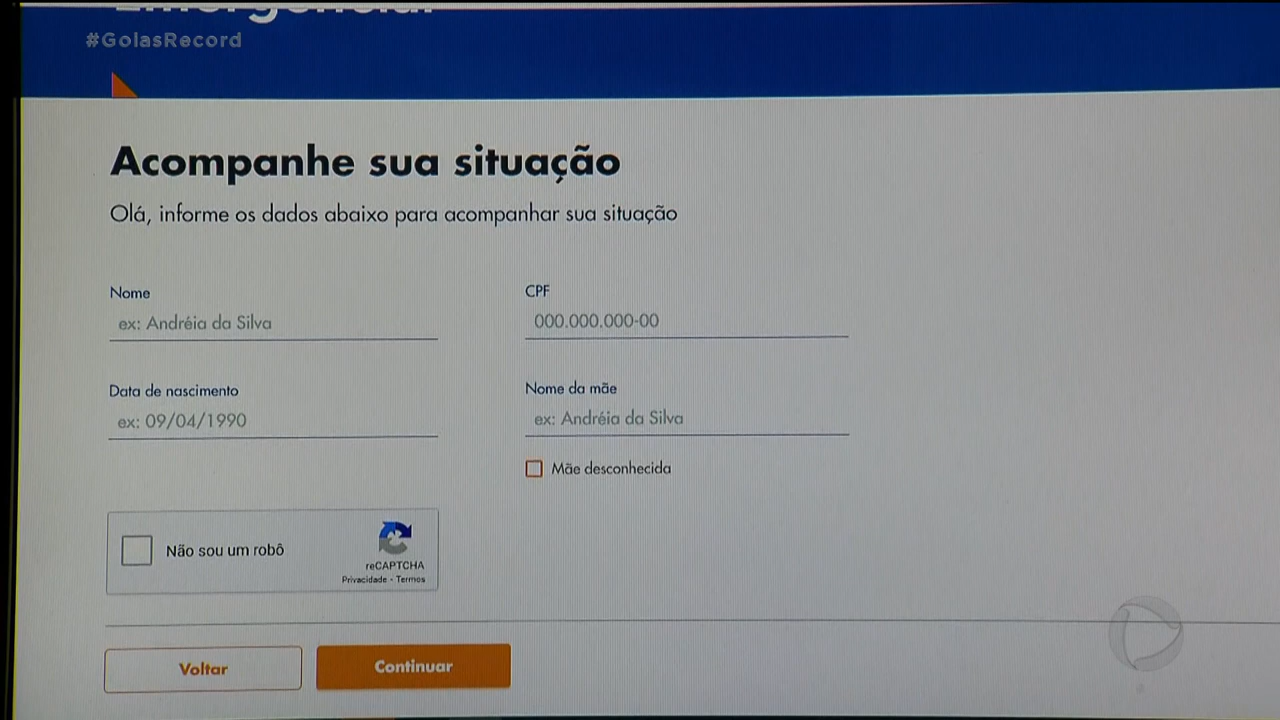 Emergencial
#GoiasRecord
Acompanhe sua situação
Olá, informe os dados abaixo para acompanhar sua situação
Nome
CPF
ex: Andréia da Silva
000.000.000-00
Data de nascimento
Nome da mãe
ex: 09/04/1990
ex: Andréia da Silva
Mãe desconhecida
Não sou um robô
reCAPTCHA
Privacidade - Termos
Voltar
Continuar